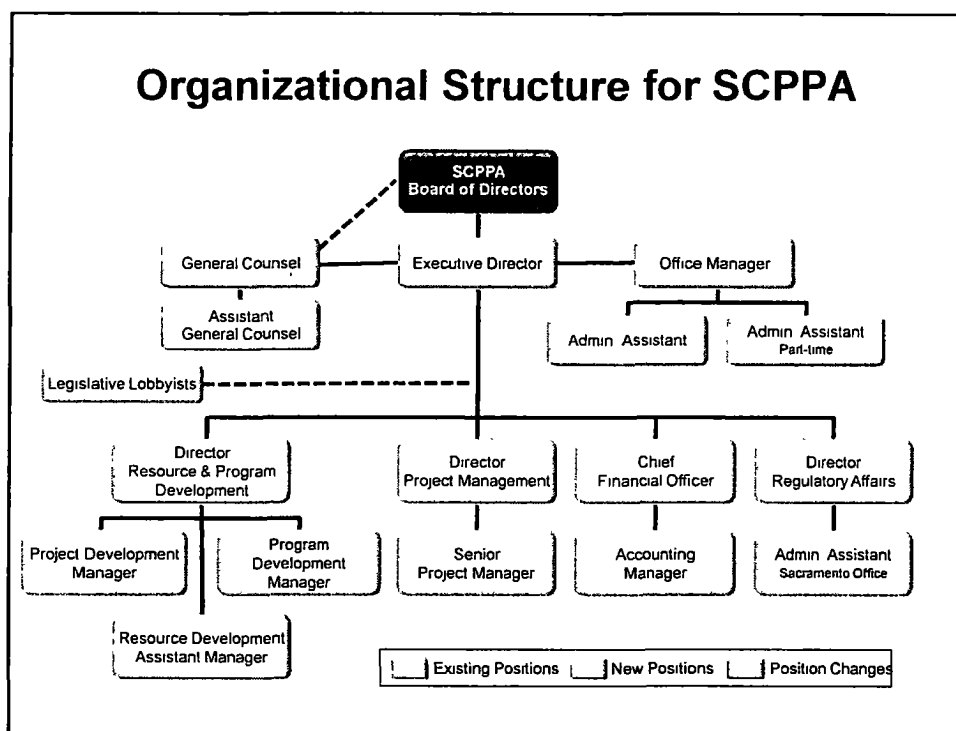 Organizational Structure for SCPPA
SCPPA
Board of Directors
General Counsel
Executive Director
Office Manager
Assistant
General Counsel
Admin Assistant
Admin Assistant
Part-time
Legislative Lobbyists
Director
Resource & Program
Development
Director
Project Management
Chief
Financial Officer
Director
Regulatory Affairs
Project Development
Manager
Program
Development
Manager
Senior
Project Manager
Accounting
Manager
Admin Assistant
Sacramento Office
Resource Development
Assistant Manager
Existing Positions
New Positions
Position Changes